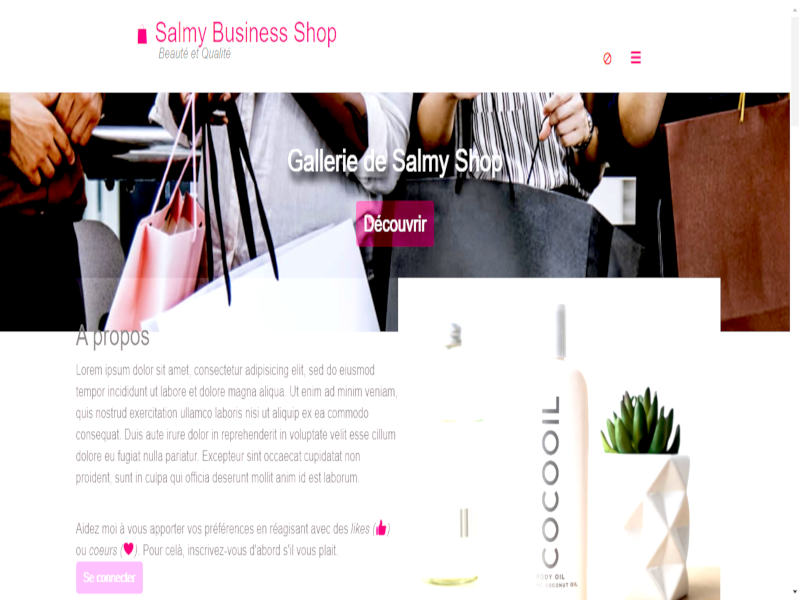 Salmy Business Shop
Beauté et Qualité
Gallerie de Salmy Shop
Découvrir
A propos
Lorem ipsum dolor sit amet, consectetur adipisicing elit, sed do eiusmod
tempor incididunt ut labore et dolore magna aliqua. Ut enim ad minim veniam,
quis nostrud exercitation ullamco laboris nisi ut aliquip ex ea commodo
consequat. Duis aute irure dolor in reprehenderit in voluptate velit esse cillum
dolore eu fugiat nulla pariatur. Excepteur sint occaecat cupidatat non
proident, sunt in culpa qui officia deserunt mollit anim id est laborum.
Aidez moi à vous apporter vos préférences en réagisant avec des likes ()
ou coeurs (). Pour celà, inscrivez-vous d'abord s'il vous plait.
Se connecter
COCOOIL
BODY OIL
COCONUT OIL